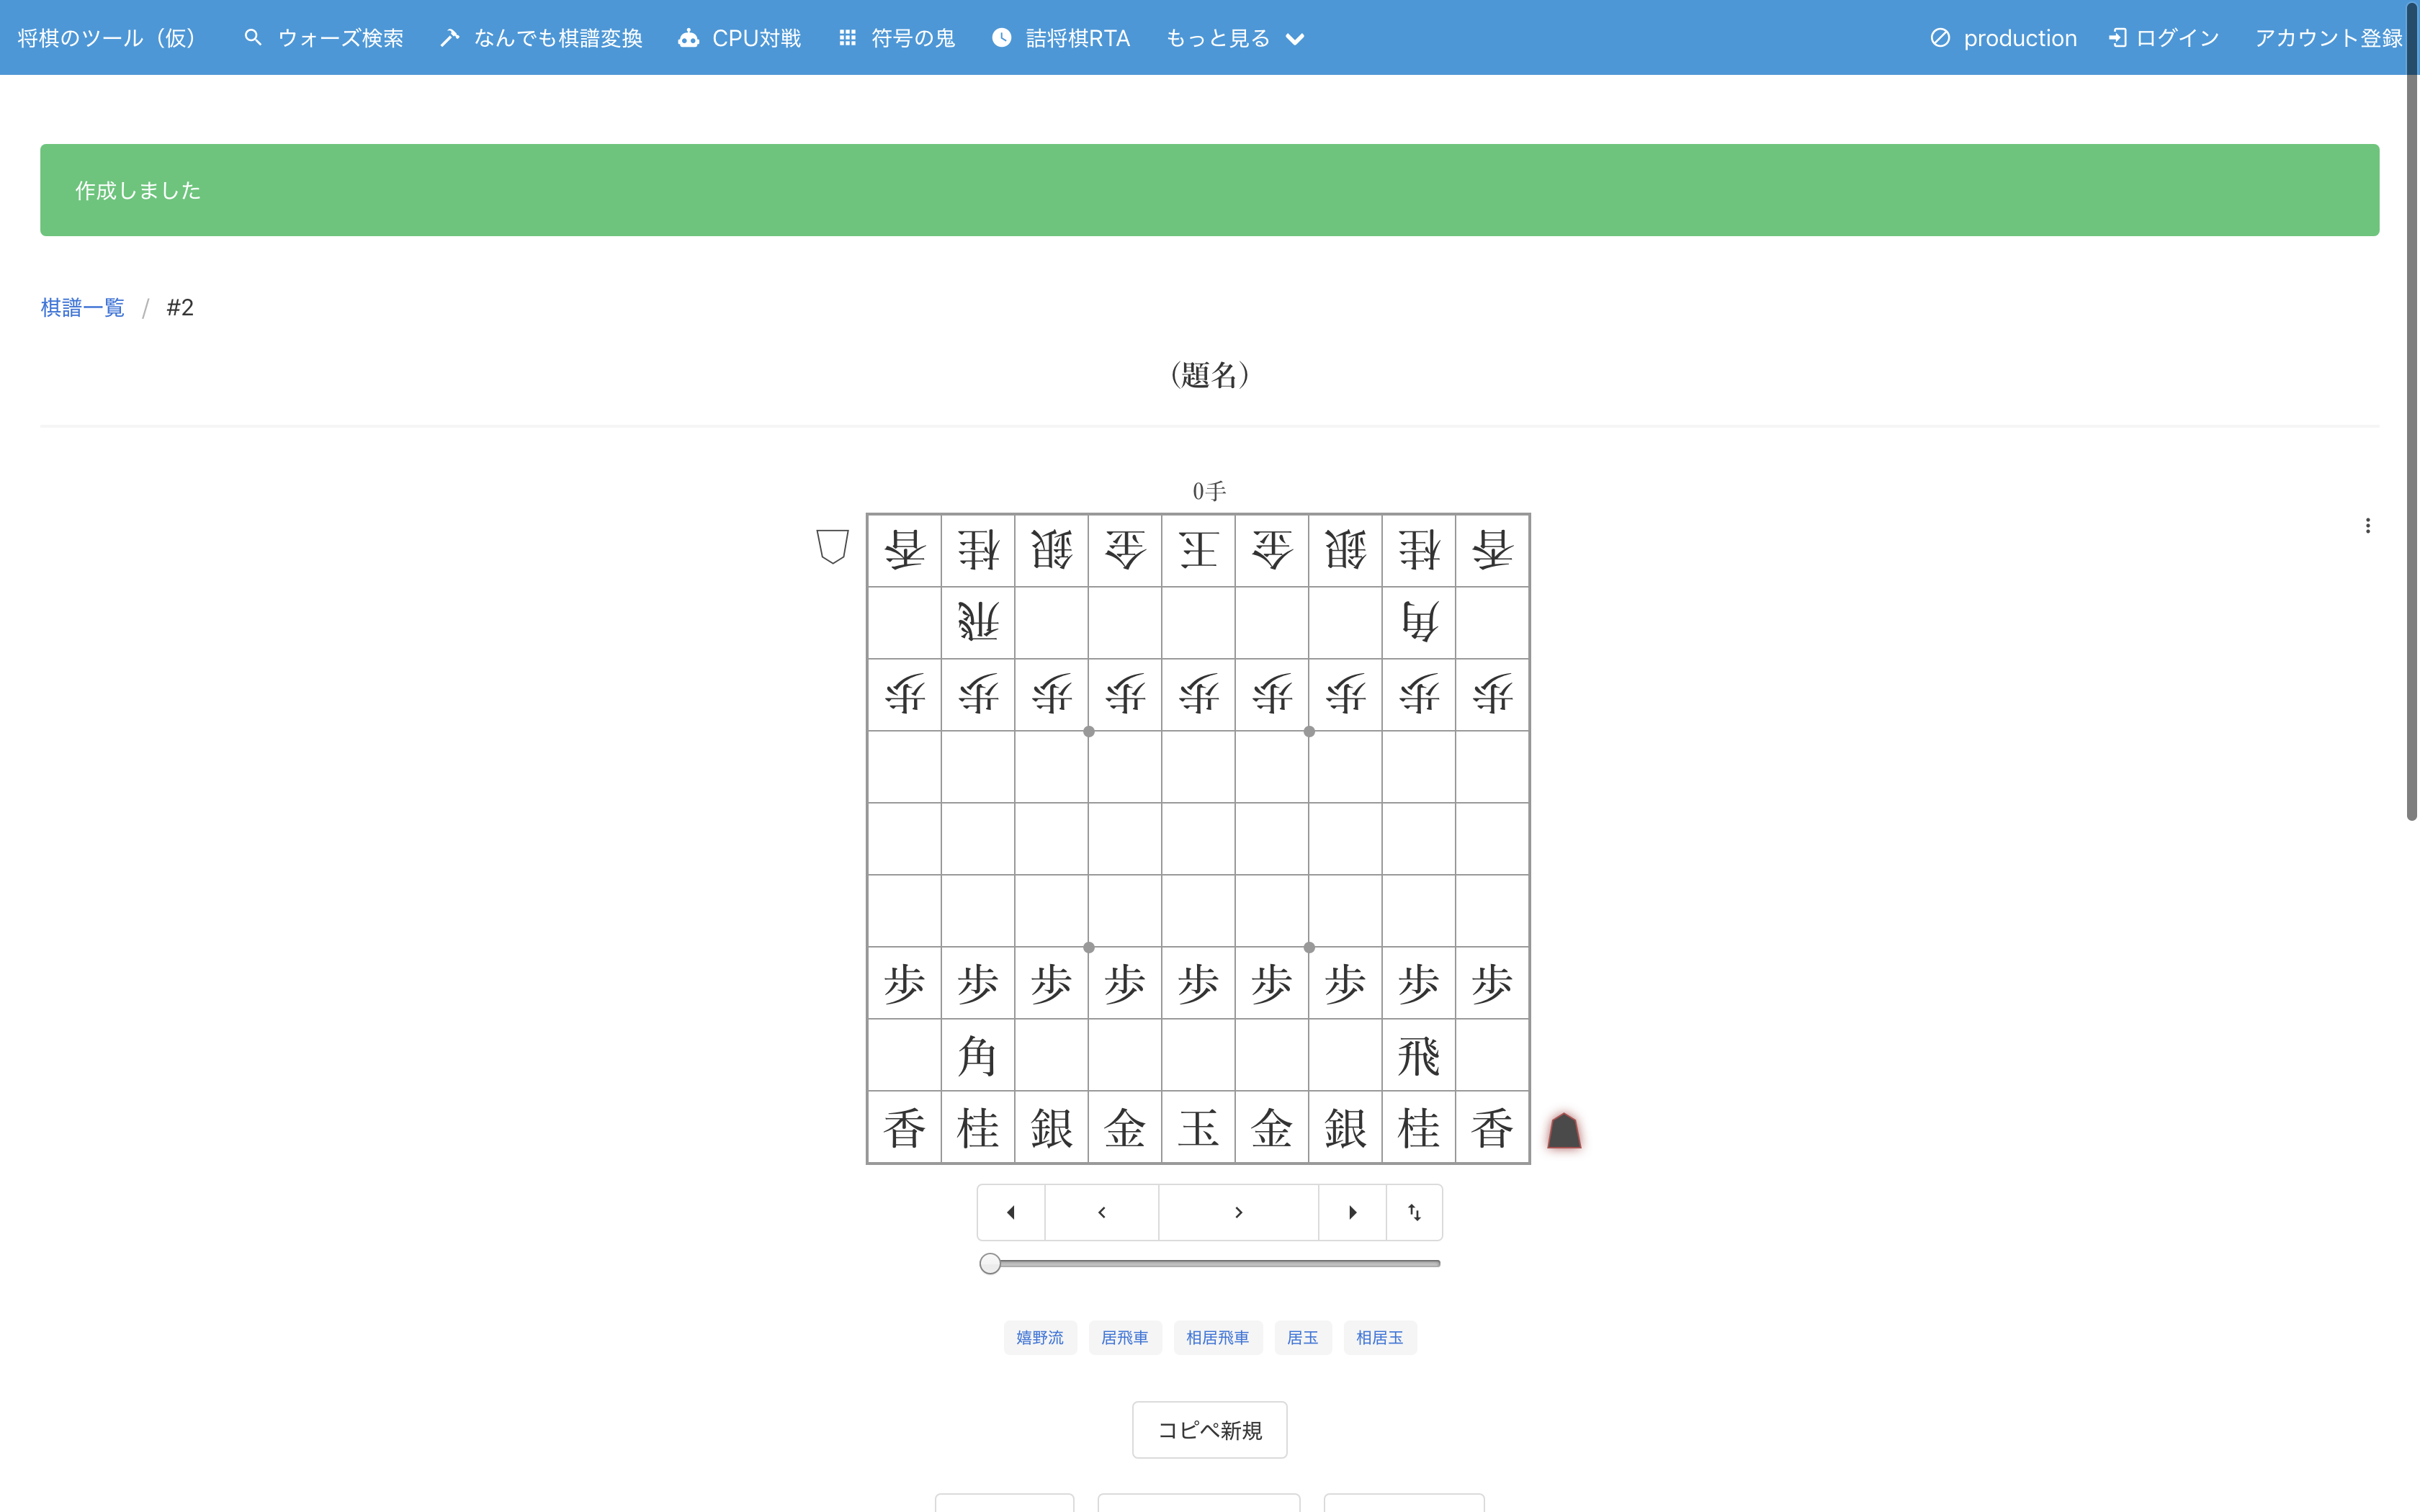 将棋のツール（仮） ウォーズ検索 なんでも棋譜変換 CPU対戦 符号の鬼 詰将棋RTA もっと見る production ログイン アカウント登録
作成しました
棋譜一覧 / #2
（題名）
0手
香桂銀金王金銀桂香
飛角
歩歩歩歩歩歩歩歩歩
歩歩歩歩歩歩歩歩歩
角飛
香桂銀金玉金銀桂香
嬉野流 居飛車 相居飛車 居玉 相居玉
コピペ新規